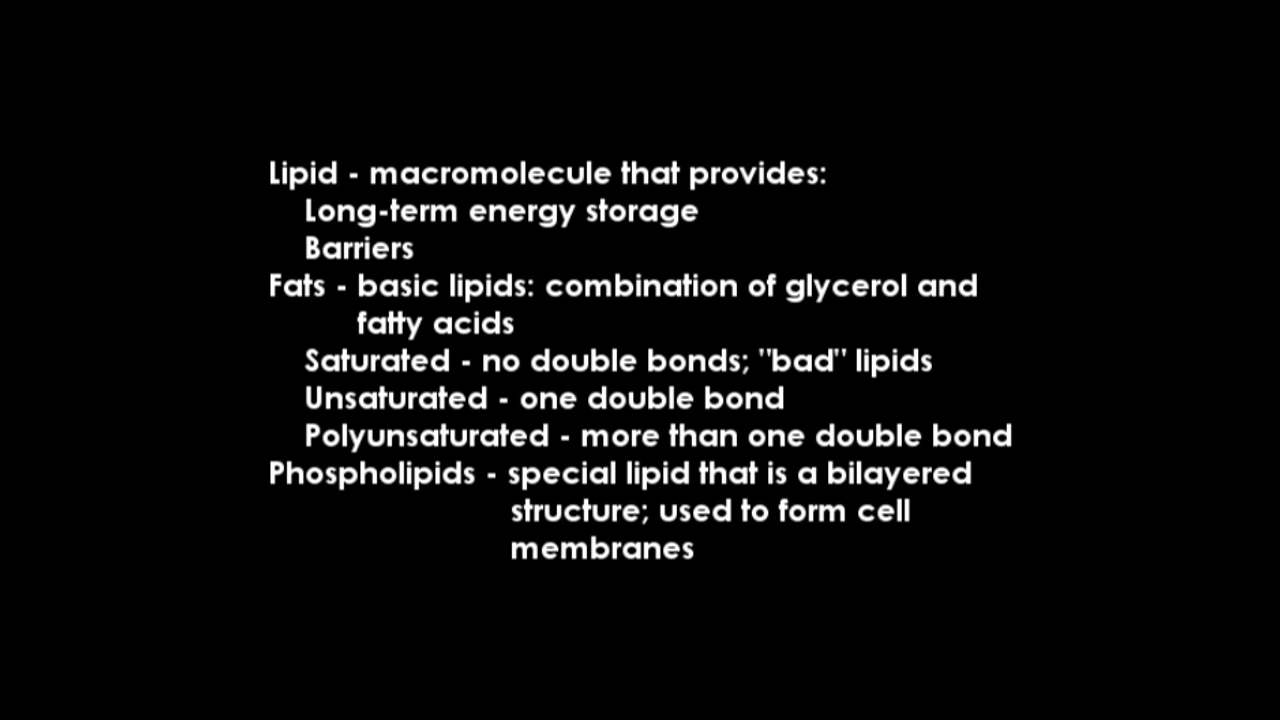 Lipid - macromolecule that provides:
Long-term energy storage
Barriers
Fats - basic lipids: combination of glycerol and
fatty acids
Saturated - no double bonds; "bad" lipids
Unsaturated - one double bond
Polyunsaturated - more than one double bond
Phospholipids - special lipid that is a bilayered
structure; used to form cell
membranes